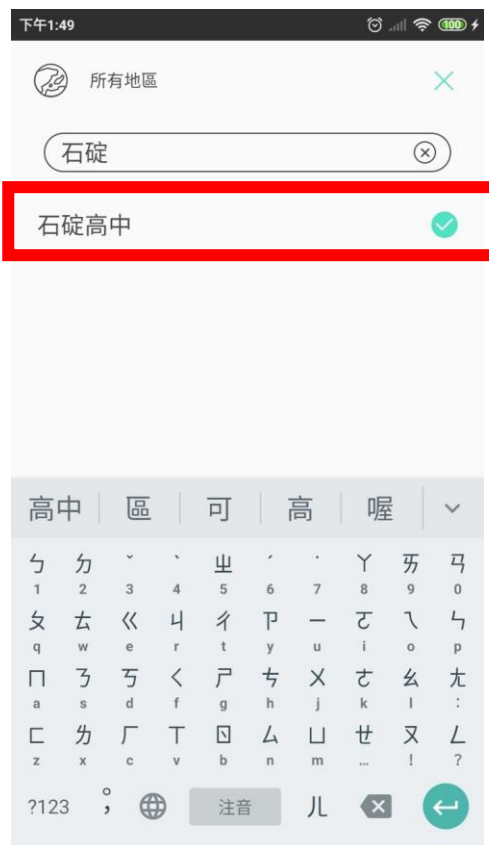 下午1:49 100
所有地區
石碇
石碇高中
高中 區 可 高 喔
ㄅ ㄉ ˇ ˋ ㄓ ˊ ˙ ㄚ ㄞ ㄢ
1 2 3 4 5 6 7 8 9 0
ㄆ ㄊ ㄍ ㄐ ㄔ ㄗ ㄧ ㄛ ㄟ ㄣ
q w e r t y u i o p
ㄇ ㄋ ㄎ ㄑ ㄕ ㄘ ㄨ ㄜ ㄠ ㄤ
a s d f g h j k l :
ㄈ ㄌ ㄏ ㄒ ㄖ ㄙ ㄩ ㄝ ㄡ ㄥ
z x c v b n m … ! ?
?123 °, 注音 ㄦ